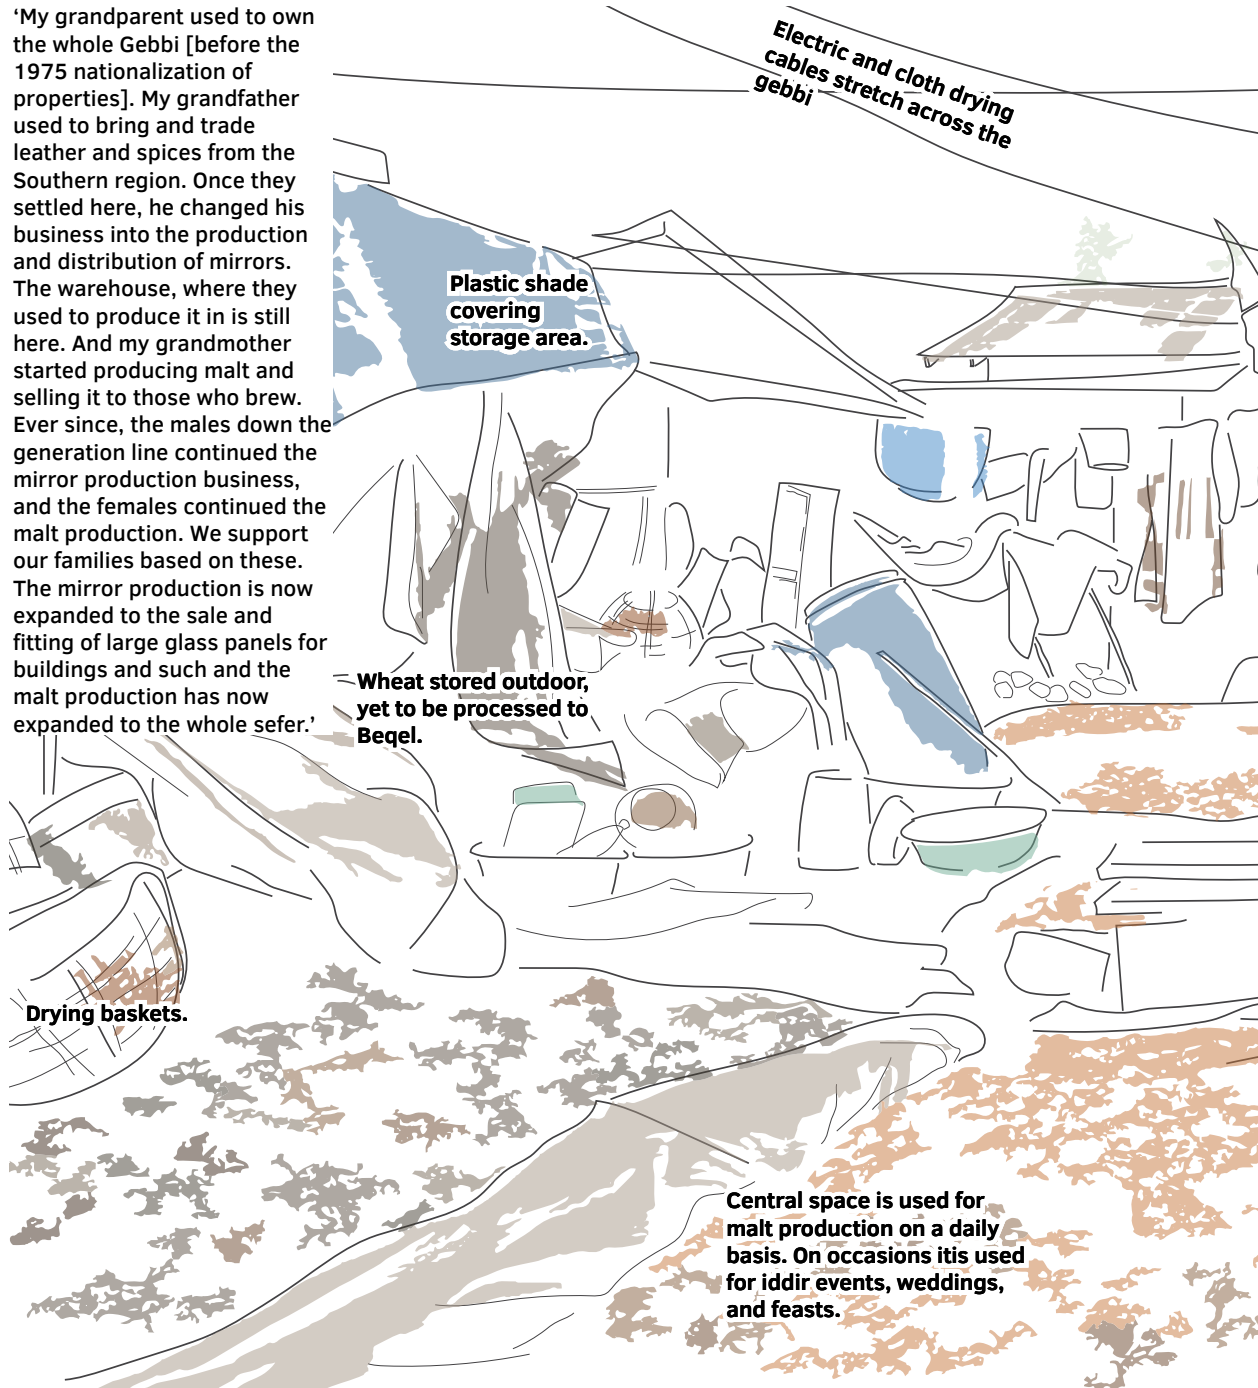 ‘My grandparent used to own
the whole Gebbi [before the
1975 nationalization of
properties]. My grandfather
used to bring and trade
leather and spices from the
Southern region. Once they
settled here, he changed his
business into the production
and distribution of mirrors.
The warehouse, where they
used to produce it in is still
here. And my grandmother
started producing malt and
selling it to those who brew.
Ever since, the males down the
generation line continued the
mirror production business,
and the females continued the
malt production. We support
our families based on these.
The mirror production is now
expanded to the sale and
fitting of large glass panels for
buildings and such and the
malt production has now
expanded to the whole sefer.’
Electric and cloth drying
cables stretch across the
gebbi
Plastic shade
covering
storage area.
Wheat stored outdoor,
yet to be processed to
Beqel.
Drying baskets.
Central space is used for
malt production on a daily
basis. On occasions itis used
for iddir events, weddings,
and feasts.